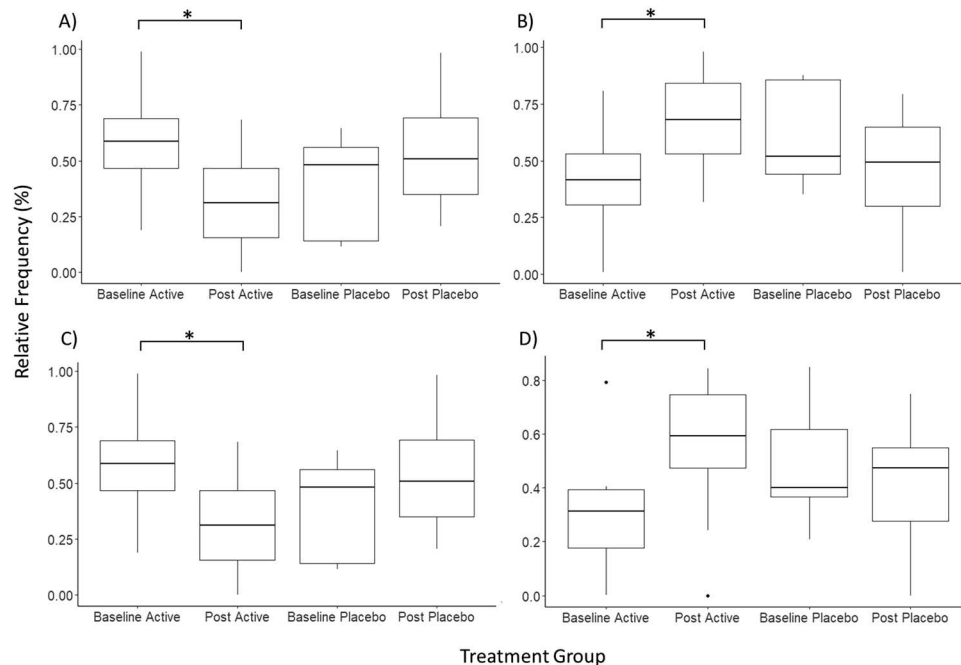 A)
*
1.00
0.75
0.50
0.25
0.00
Baseline Active Post Active Baseline Placebo Post Placebo
B)
*
1.00
0.75
0.50
0.25
0.00
Baseline Active Post Active Baseline Placebo Post Placebo
Relative Frequency (%)
C)
*
1.00
0.75
0.50
0.25
0.00
Baseline Active Post Active Baseline Placebo Post Placebo
D)
*
0.8
0.6
0.4
0.2
0.0
Baseline Active Post Active Baseline Placebo Post Placebo
Treatment Group